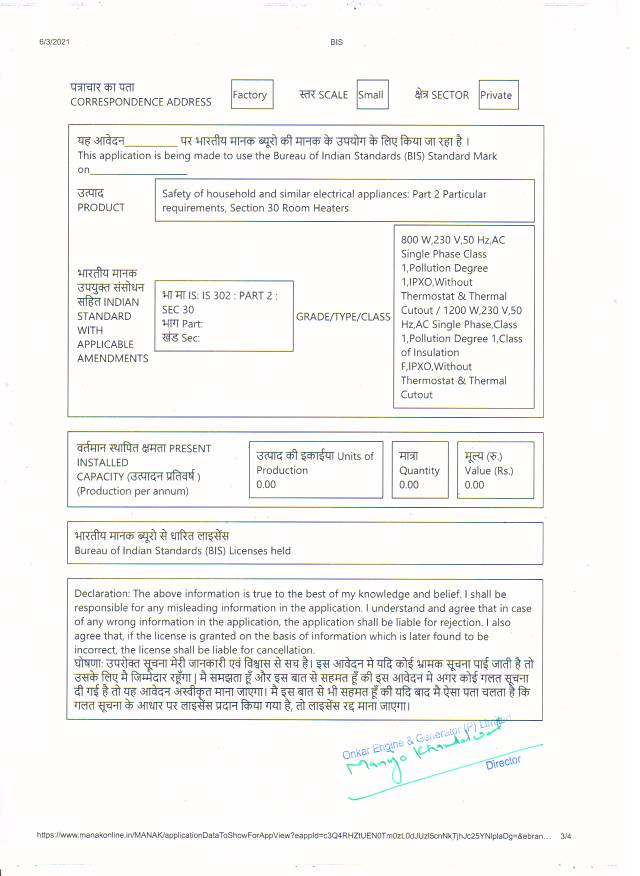 6/3/2021 BIS
पत्राचार का पता
CORRESPONDENCE ADDRESS
Factory
स्तर SCALE
Small
क्षेत्र SECTOR
Private
यह आवेदन__________ पर भारतीय मानक ब्यूरो की मानक के उपयोग के लिए किया जा रहा है ।
This application is being made to use the Bureau of Indian Standards (BIS) Standard Mark
on__________________
उत्पाद
PRODUCT
Safety of household and similar electrical appliances: Part 2 Particular
requirements, Section 30 Room Heaters
भारतीय मानक
उपयुक्त संसोधन
सहित INDIAN
STANDARD
WITH
APPLICABLE
AMENDMENTS
भा मा IS: IS 302 : PART 2 :
SEC 30
भाग Part:
खंड Sec:
GRADE/TYPE/CLASS
800 W,230 V,50 Hz,AC
Single Phase Class
1,Pollution Degree
1,IPXO,Without
Thermostat & Thermal
Cutout / 1200 W,230 V,50
Hz,AC Single Phase,Class
1,Pollution Degree 1,Class
of Insulation
F,IPXO,Without
Thermostat & Thermal
Cutout
वर्तमान स्थापित क्षमता PRESENT
INSTALLED
CAPACITY (उत्पादन प्रतिवर्ष )
(Production per annum)
उत्पाद की इकाईया Units of
Production
0.00
मात्रा
Quantity
0.00
मूल्य (रु.)
Value (Rs.)
0.00
भारतीय मानक ब्यूरो से धारित लाइसेंस
Bureau of Indian Standards (BIS) Licenses held
Declaration: The above information is true to the best of my knowledge and belief. I shall be
responsible for any misleading information in the application. I understand and agree that in case
of any wrong information in the application, the application shall be liable for rejection. I also
agree that, if the license is granted on the basis of information which is later found to be
incorrect, the license shall be liable for cancellation.
घोषणा: उपरोक्त सूचना मेरी जानकारी एवं विश्वास से सच है। इस आवेदन मे यदि कोई भ्रामक सूचना पाई जाती है तो
उसके लिए मै जिम्मेदार रहूँगा | मै समझता हूँ और इस बात से सहमत हूँ की इस आवेदन मे अगर कोई गलत सूचना
दी गई है तो यह आवेदन अस्वीकृत माना जाएगा। मै इस बात से भी सहमत हूँ की यदि बाद मै ऐसा पता चलता है कि
गलत सूचना के आधार पर लाइसेंस प्रदान किया गया है, तो लाइसेंस रद्द माना जाएगा।
Onkar Engine & Generator (P) Limited
Director
3/4